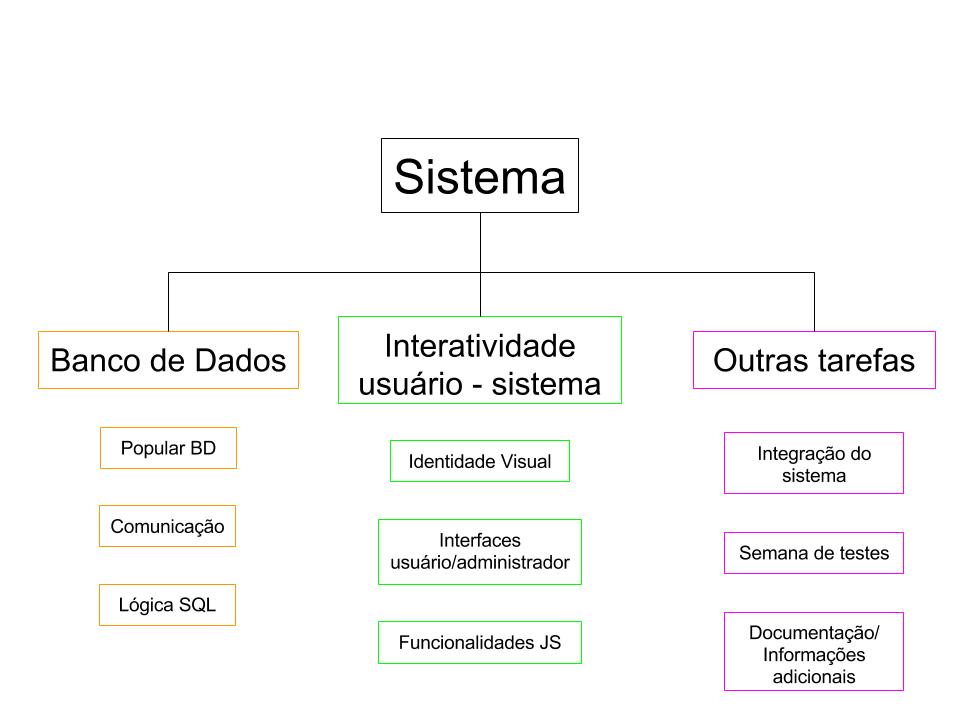 Sistema
Banco de Dados
Interatividade
usuário - sistema
Outras tarefas
Popular BD
Comunicação
Lógica SQL
Identidade Visual
Interfaces
usuário/administrador
Funcionalidades JS
Integração do
sistema
Semana de testes
Documentação/
Informações
adicionais